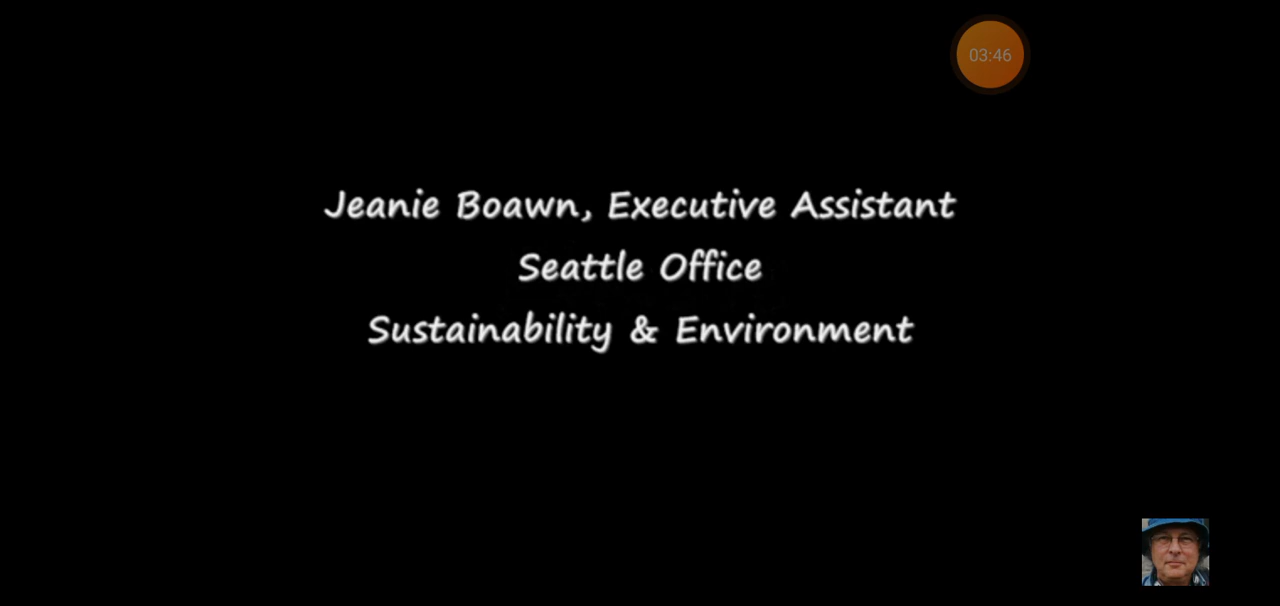 03:46
Jeanie Boawn, Executive Assistant
Seattle Office
Sustainability & Environment